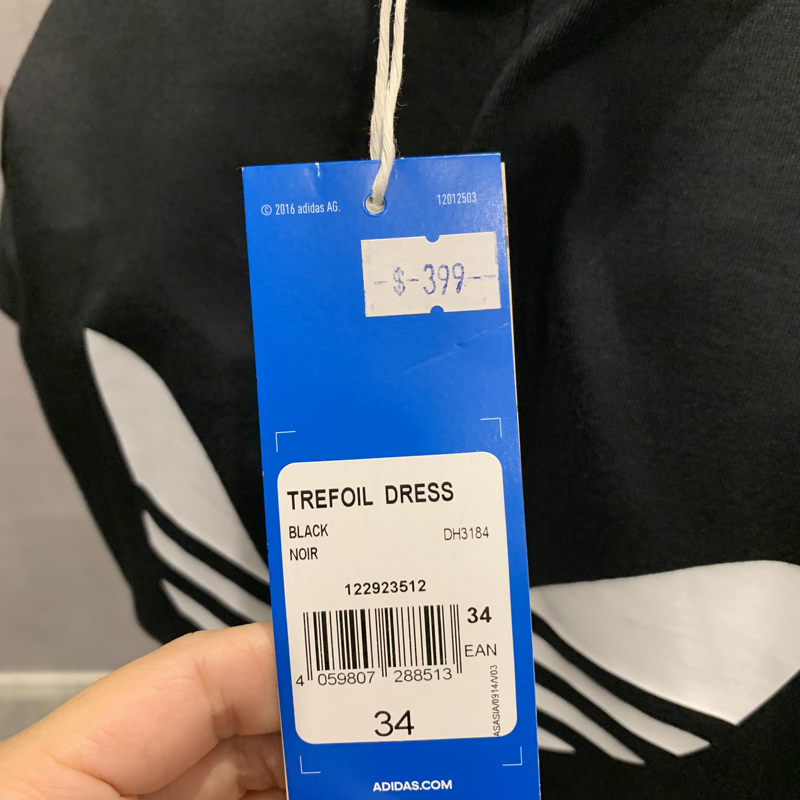 © 2016 adidas AG. 12012503
-$-399-
TREFOIL DRESS
BLACK DH3184
NOIR
122923512
34
EAN
4 059807 288513
ASASIA/0914/V03
34
ADIDAS.COM